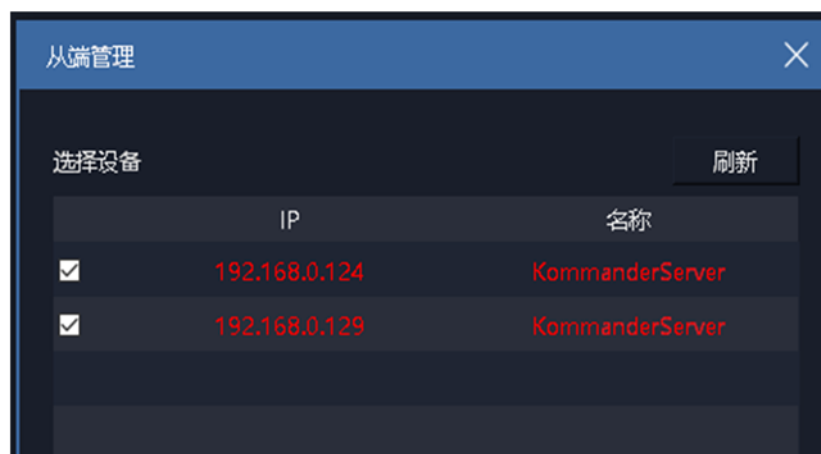 从端管理
选择设备 刷新
IP 名称
192.168.0.124 KommanderServer
192.168.0.129 KommanderServer